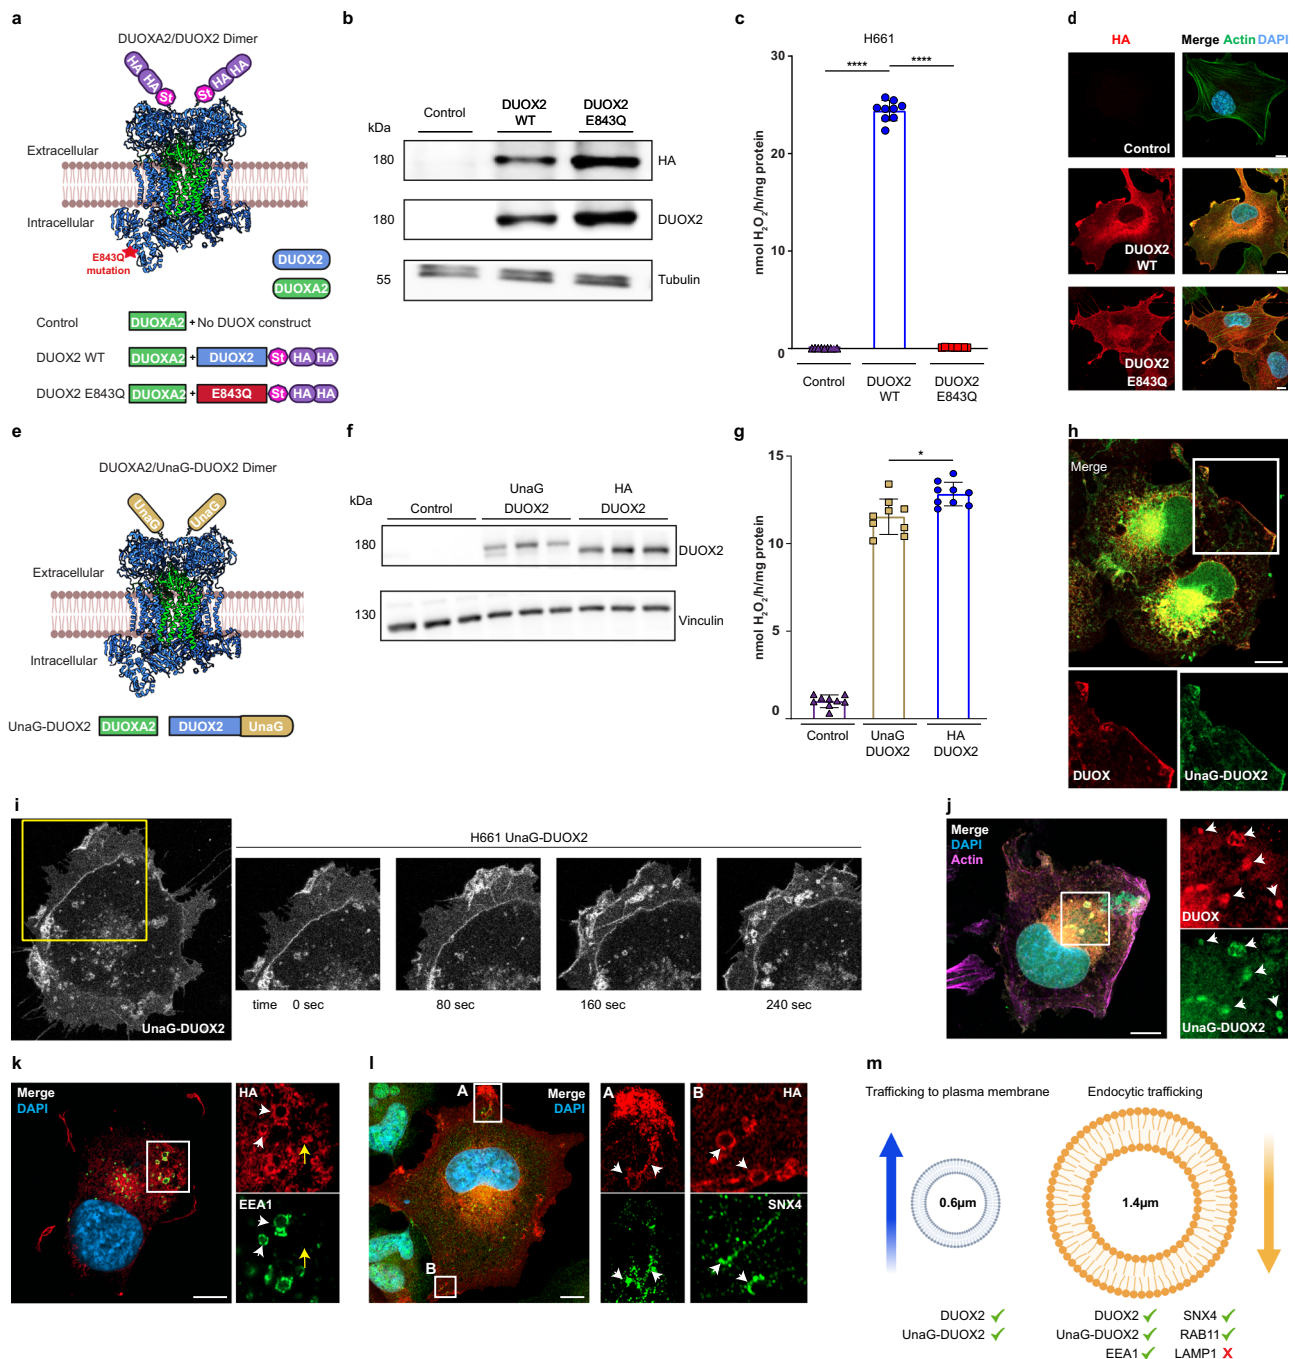 a
DUOXA2/DUOX2 Dimer
HA HA St St HA HA
Extracellular
Intracellular
E843Q
mutation
DUOX2
DUOXA2
Control DUOXA2 + No DUOX construct
DUOX2 WT DUOXA2 + DUOX2 St HA HA
DUOX2 E843Q DUOXA2 + E843Q St HA HA
b
Control DUOX2 WT DUOX2 E843Q
kDa
180 HA
180 DUOX2
55 Tubulin
c
H661
**** ****
nmol H₂O₂/h/mg protein
30
20
10
0
Control DUOX2 WT DUOX2 E843Q
d
HA Merge Actin DAPI
Control
DUOX2
WT
DUOX2
E843Q
e
DUOXA2/UnaG-DUOX2 Dimer
UnaG UnaG
Extracellular
Intracellular
UnaG-DUOX2 DUOXA2 DUOX2 UnaG
f
kDa
Control UnaG DUOX2 HA DUOX2
180 DUOX2
130 Vinculin
g
*
nmol H₂O₂/h/mg protein
15
10
5
0
Control UnaG DUOX2 HA DUOX2
h
Merge
DUOX UnaG-DUOX2
i
H661 UnaG-DUOX2
UnaG-DUOX2
time 0 sec 80 sec 160 sec 240 sec
j
Merge
DAPI
Actin
DUOX
UnaG-DUOX2
k
Merge
DAPI
HA
EEA1
l
A
B
Merge
DAPI
A B HA
SNX4
m
Trafficking to plasma membrane Endocytic trafficking
0.6μm 1.4μm
DUOX2 ✓ DUOX2 ✓ SNX4 ✓
UnaG-DUOX2 ✓ UnaG-DUOX2 ✓ RAB11 ✓
EEA1 ✓ LAMP1 X